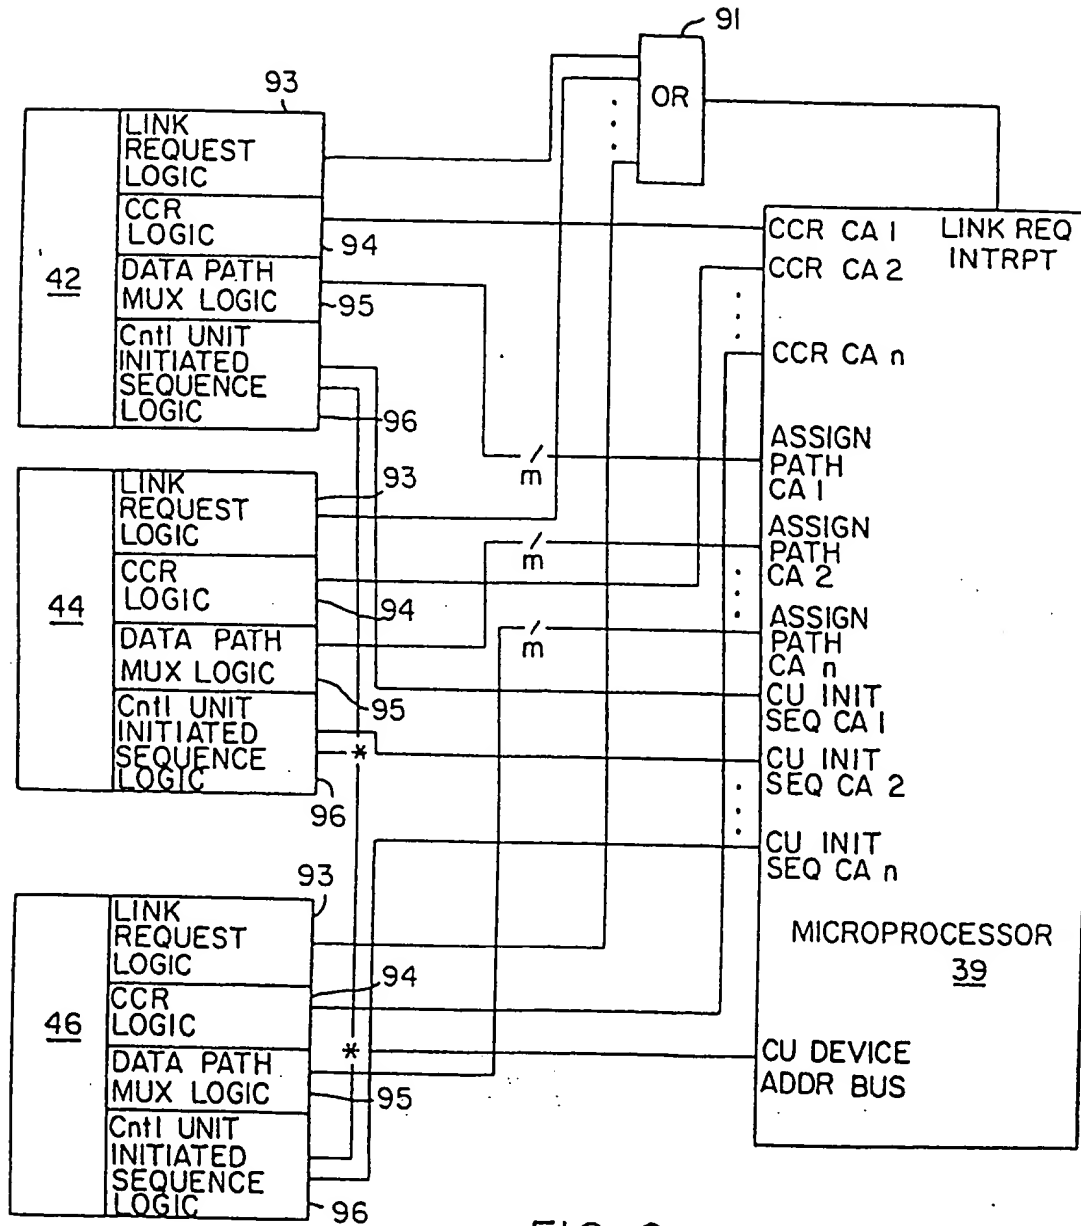 91
OR
93
LINK
REQUEST
LOGIC
CCR
LOGIC
94
42
DATA PATH
MUX LOGIC
95
Cntl UNIT
INITIATED
SEQUENCE
LOGIC
96
93
LINK
REQUEST
LOGIC
CCR
LOGIC
94
44
DATA PATH
MUX LOGIC
95
Cntl UNIT
INITIATED
SEQUENCE
LOGIC
96
*
93
LINK
REQUEST
LOGIC
94
CCR
LOGIC
46
DATA PATH
MUX LOGIC
95
Cntl UNIT
INITIATED
SEQUENCE
LOGIC
96
*
m
m
m
CCR CA 1
LINK REQ
INTRPT
CCR CA 2
CCR CA n
ASSIGN
PATH
CA 1
ASSIGN
PATH
CA 2
ASSIGN
PATH
CA n
CU INIT
SEQ CA 1
CU INIT
SEQ CA 2
CU INIT
SEQ CA n
MICROPROCESSOR
39
CU DEVICE
ADDR BUS